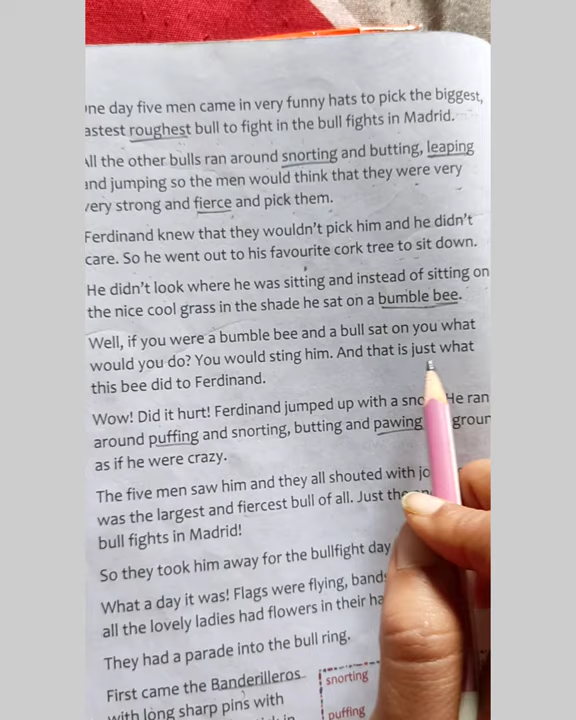 One day five men came in very funny hats to pick the biggest,
fastest roughest bull to fight in the bull fights in Madrid.
All the other bulls ran around snorting and butting, leaping
and jumping so the men would think that they were very
very strong and fierce and pick them.
Ferdinand knew that they wouldn't pick him and he didn't
care. So he went out to his favourite cork tree to sit down.
He didn't look where he was sitting and instead of sitting on
the nice cool grass in the shade he sat on a bumble bee.
Well, if you were a bumble bee and a bull sat on you what
would you do? You would sting him. And that is just what
this bee did to Ferdinand.
Wow! Did it hurt! Ferdinand jumped up with a sno He ran
around puffing and snorting, butting and pawing groun
as if he were crazy.
The five men saw him and they all shouted with jo
was the largest and fiercest bull of all. Just the
bull fights in Madrid!
So they took him away for the bullfight day
What a day it was! Flags were flying, bands
all the lovely ladies had flowers in their ha
They had a parade into the bull ring.
First came the Banderilleros
with long sharp pins with
snorting
puffing